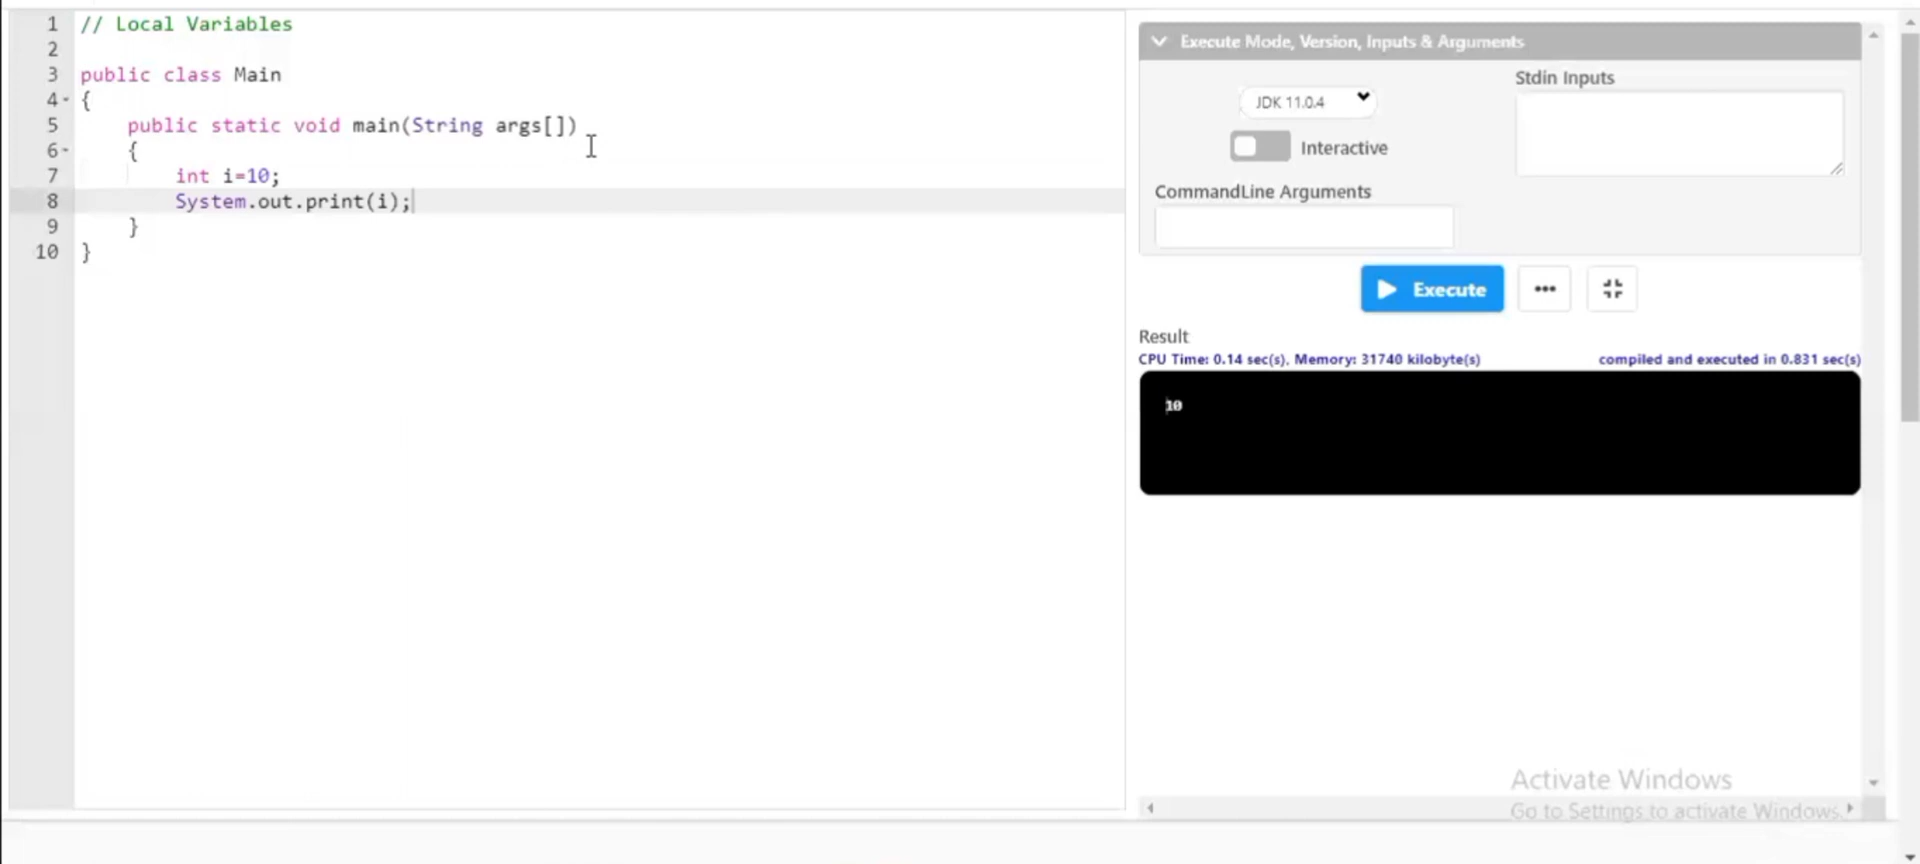 1 // Local Variables
2
3 public class Main
4 {
5 public static void main(String args[])
6 {
7 int i=10;
8 System.out.print(i);
9 }
10 }
Execute Mode, Version, Inputs & Arguments
JDK 11.0.4
Stdin Inputs
Interactive
CommandLine Arguments
Execute
•••
Result
CPU Time: 0.14 sec(s), Memory: 31740 kilobyte(s) compiled and executed in 0.831 sec(s)
10
Activate Windows
Go to Settings to activate Windows.